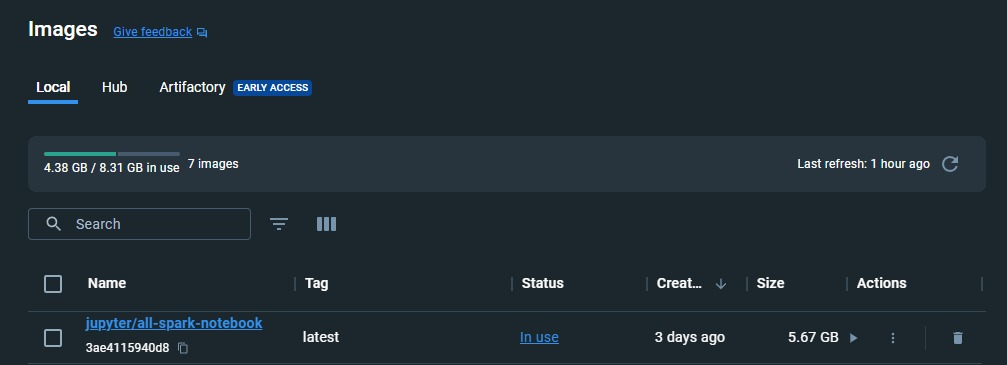 Images Give feedback
Local Hub Artifactory EARLY ACCESS
4.38 GB / 8.31 GB in use 7 images Last refresh: 1 hour ago
Search
Name Tag Status Creat... Size Actions
jupyter/all-spark-notebook
latest In use 3 days ago 5.67 GB
3ae4115940d8